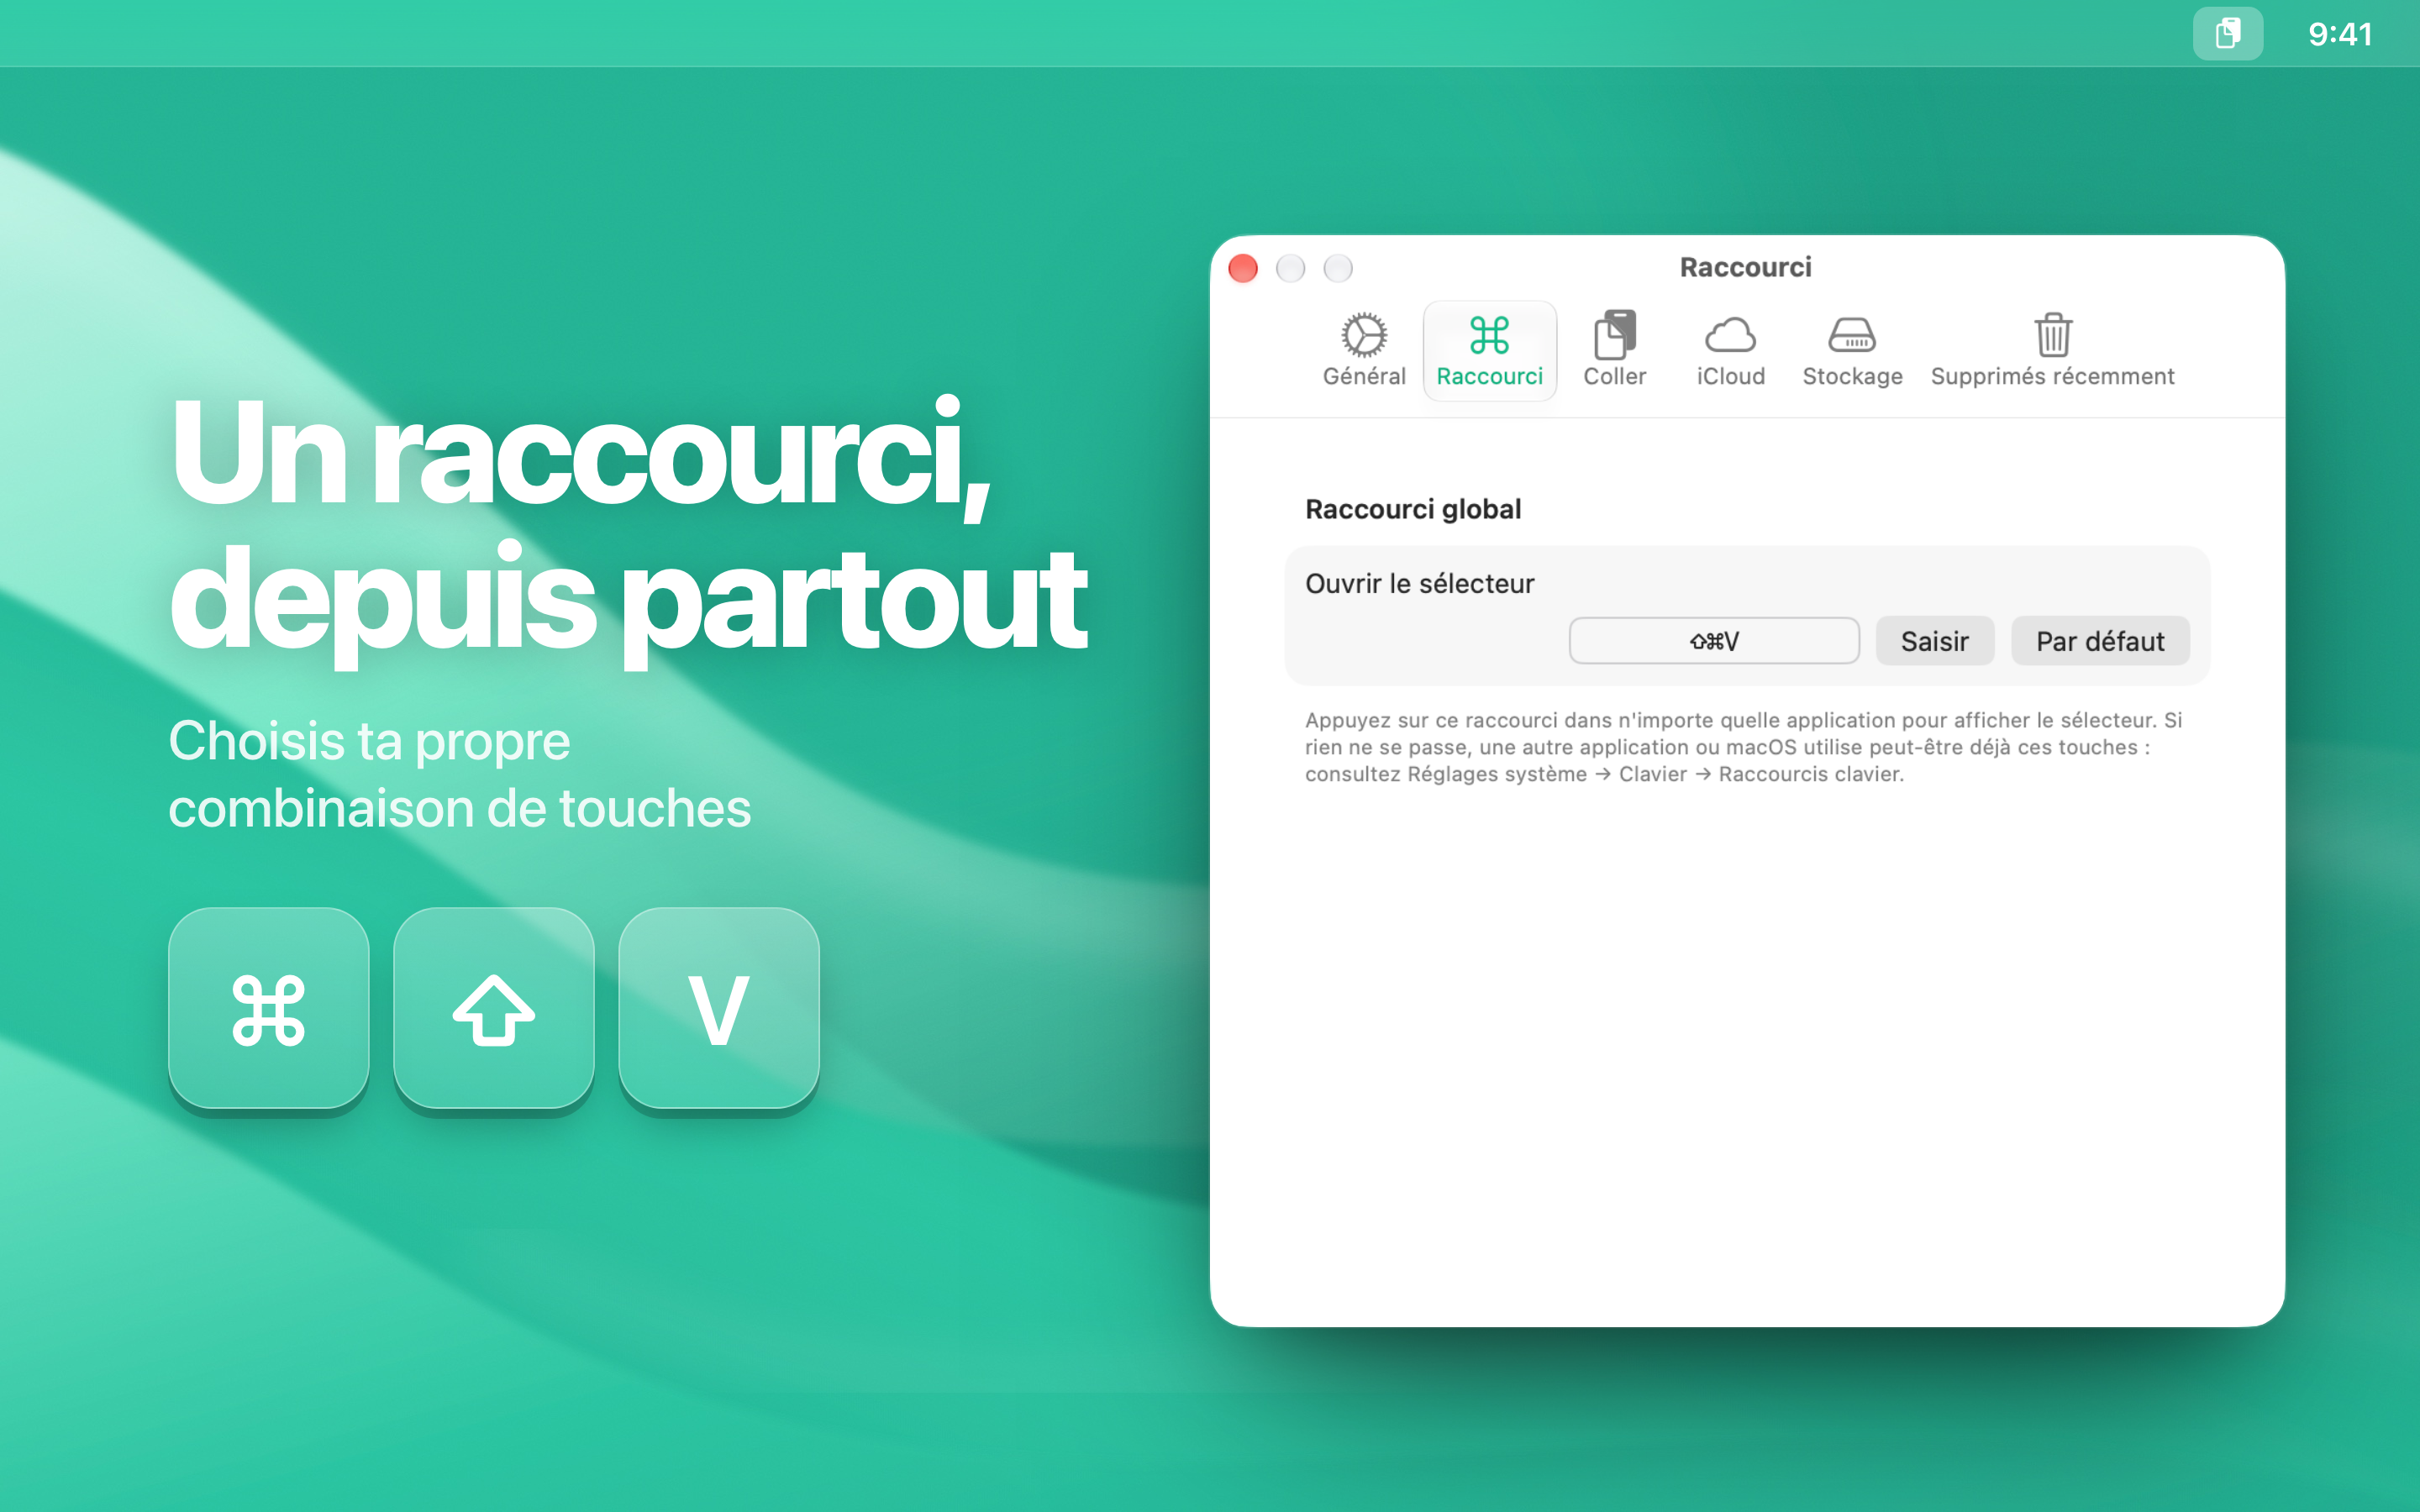 9:41
Un raccourci,
depuis partout
Choisis ta propre
combinaison de touches
⌘ ⇧ V
Raccourci
Général Raccourci Coller iCloud Stockage Supprimés récemment
Raccourci global
Ouvrir le sélecteur
⇧⌘V Saisir Par défaut
Appuyez sur ce raccourci dans n'importe quelle application pour afficher le sélecteur. Si
rien ne se passe, une autre application ou macOS utilise peut-être déjà ces touches :
consultez Réglages système → Clavier → Raccourcis clavier.